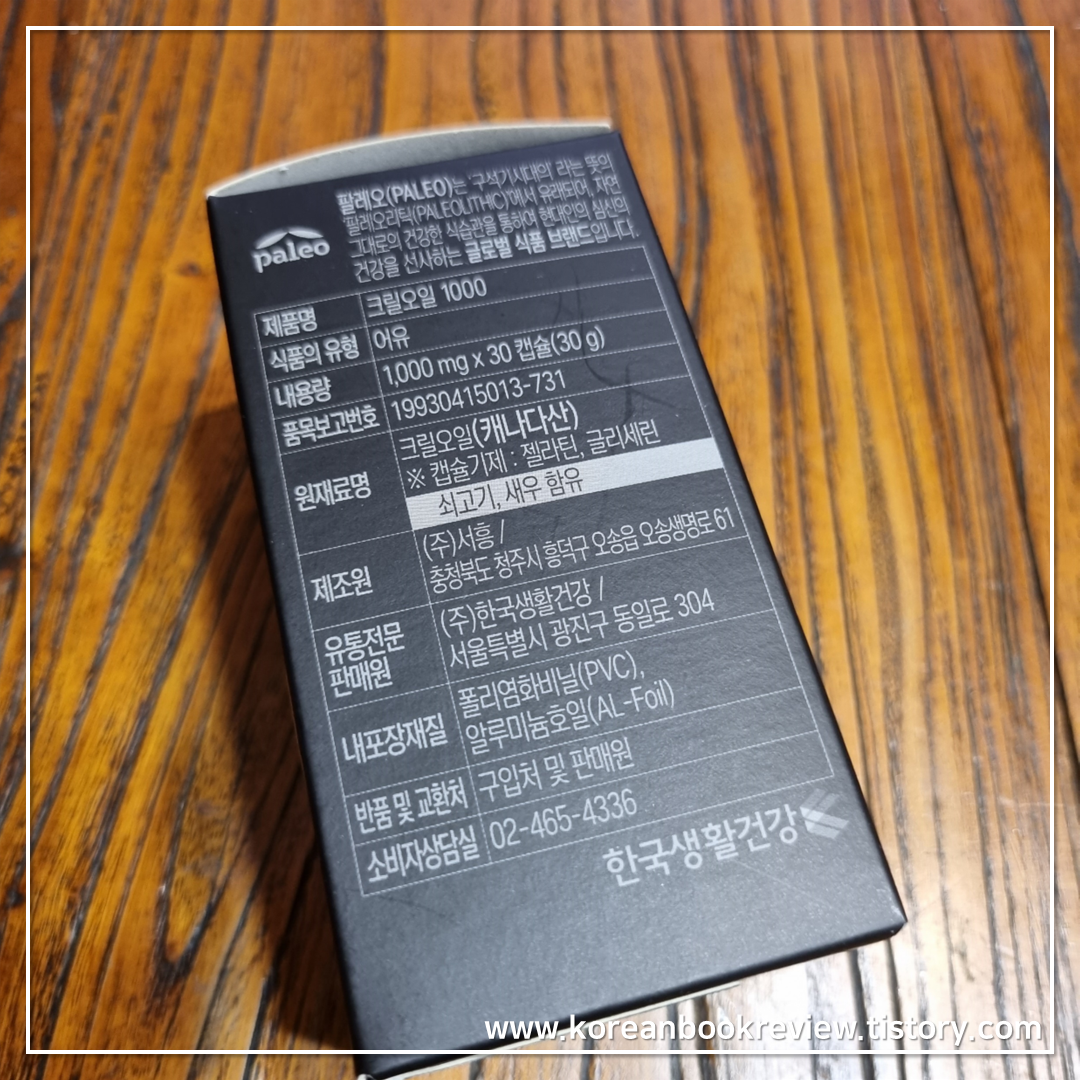 paleo
팔레오(PALEO)는 '구석기시대의' 라는 뜻의
'팔레오리틱(PALEOLITHIC)'에서 유래되어, 자연
그대로의 건강한 식습관을 통하여 현대인의 심신의
건강을 선사하는 글로벌 식품 브랜드입니다.
제품명 크릴오일 1000
식품의 유형 어유
내용량 1,000 mg x 30 캡슐(30 g)
품목보고번호 19930415013-731
원재료명 크릴오일(캐나다산)
※ 캡슐기제 : 젤라틴, 글리세린
쇠고기, 새우 함유
제조원 (주)서흥 /
충청북도 청주시 흥덕구 오송읍 오송생명로 61
유통전문 (주)한국생활건강 /
판매원 서울특별시 광진구 동일로 304
내포장재질 폴리염화비닐(PVC),
알루미늄호일(AL-Foil)
반품 및 교환처 구입처 및 판매원
소비자상담실 02-465-4336
한국생활건강
www.koreanbookreview.tistory.com